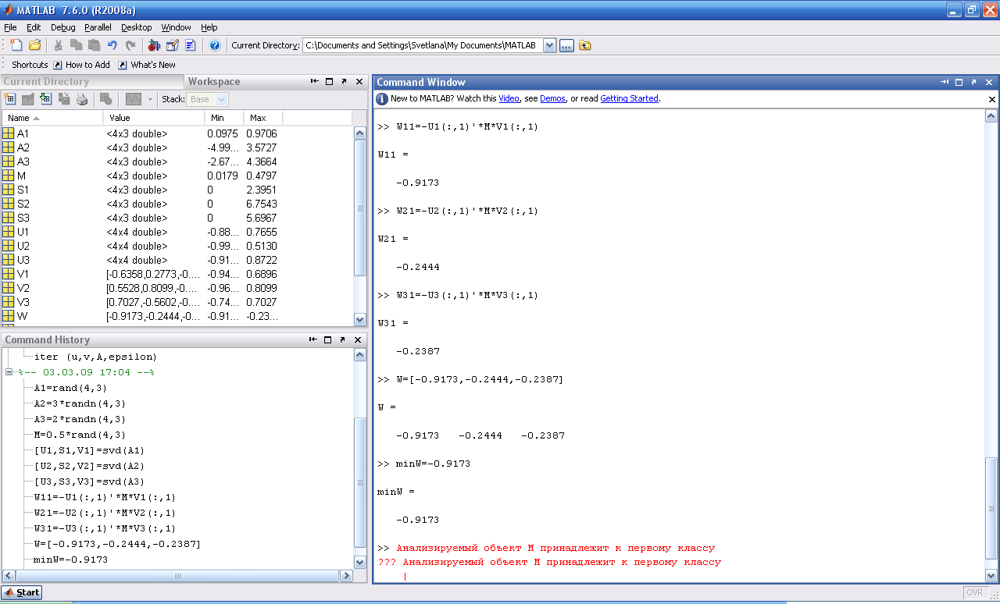 MATLAB 7.6.0 (R2008a)
File Edit Debug Parallel Desktop Window Help
Current Directory: C:\Documents and Settings\Svetlana\My Documents\MATLAB
Shortcuts How to Add What's New
Current Directory Workspace
Stack: Base
Name Value Min Max
A1 <4x3 double> 0.0975 0.9706
A2 <4x3 double> -4.99... 3.5727
A3 <4x3 double> -2.67... 4.3664
M <4x3 double> 0.0179 0.4797
S1 <4x3 double> 0 2.3951
S2 <4x3 double> 0 6.7543
S3 <4x3 double> 0 5.6967
U1 <4x4 double> -0.88... 0.7655
U2 <4x4 double> -0.99... 0.5130
U3 <4x4 double> -0.91... 0.8722
V1 [-0.6358,0.2773,-0.... -0.94... 0.6896
V2 [0.5528,0.8099,-0.... -0.96... 0.8099
V3 [0.7027,-0.5602,-0.... -0.74... 0.7027
W [-0.9173,-0.2444,-0... -0.91... -0.23...
Command History
iter (u,v,A,epsilon)
%-- 03.03.09 17:04 --%
A1=rand(4,3)
A2=3*randn(4,3)
A3=2*randn(4,3)
M=0.5*rand(4,3)
[U1,S1,V1]=svd(A1)
[U2,S2,V2]=svd(A2)
[U3,S3,V3]=svd(A3)
W11=-U1(:,1)'*M*V1(:,1)
W21=-U2(:,1)'*M*V2(:,1)
W31=-U3(:,1)'*M*V3(:,1)
W=[-0.9173,-0.2444,-0.2387]
minW=-0.9173
Command Window
New to MATLAB? Watch this Video, see Demos, or read Getting Started.
>> W11=-U1(:,1)'*M*V1(:,1)
W11 =
-0.9173
>> W21=-U2(:,1)'*M*V2(:,1)
W21 =
-0.2444
>> W31=-U3(:,1)'*M*V3(:,1)
W31 =
-0.2387
>> W=[-0.9173,-0.2444,-0.2387]
W =
-0.9173 -0.2444 -0.2387
>> minW=-0.9173
minW =
-0.9173
>> Анализируемый объект М принадлежит к первому классу
??? Анализируемый объект М принадлежит к первому классу
|
Start
OVR